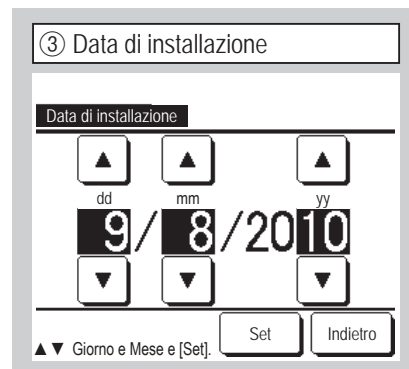 ③ Data di installazione
Data di installazione
▲ ▲ ▲
dd mm yy
9/8/2010
▼ ▼ ▼
▲▼ Giorno e Mese e [Set]. Set Indietro